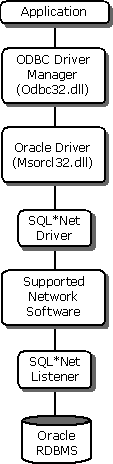 Application
ODBC Driver
Manager
(Odbc32.dll)
Oracle Driver
(Msorcl32.dll)
SQL*Net
Driver
Supported
Network
Software
SQL*Net
Listener
Oracle
RDBMS